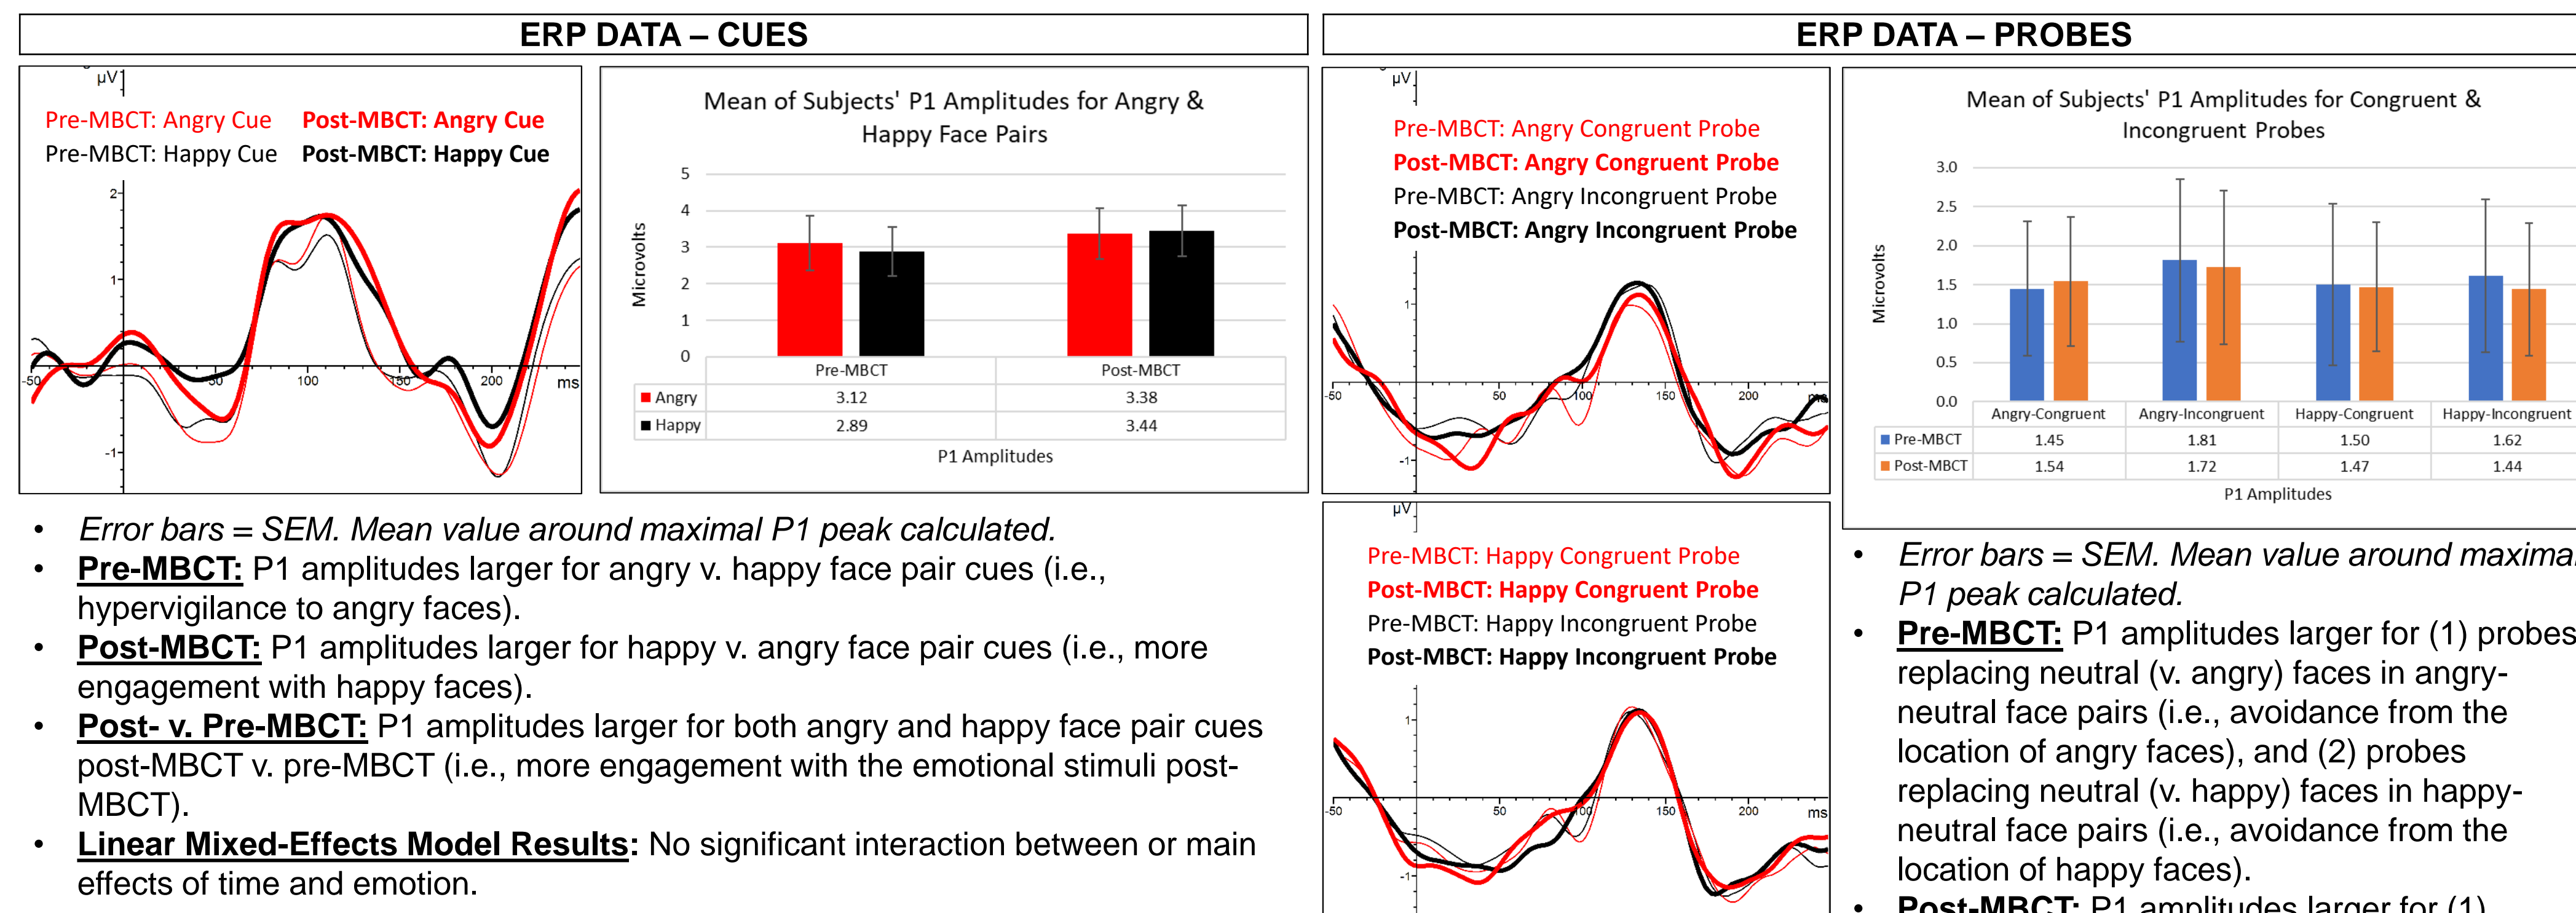 ERP DATA – CUES
µV
Pre-MBCT: Angry Cue Post-MBCT: Angry Cue
Pre-MBCT: Happy Cue Post-MBCT: Happy Cue
2
1
-50 50 100 150 200 ms
-1
Mean of Subjects' P1 Amplitudes for Angry &
Happy Face Pairs
Microvolts
5
4
3
2
1
0
Pre-MBCT Post-MBCT
Angry 3.12 3.38
Happy 2.89 3.44
P1 Amplitudes
• Error bars = SEM. Mean value around maximal P1 peak calculated.
• Pre-MBCT: P1 amplitudes larger for angry v. happy face pair cues (i.e.,
hypervigilance to angry faces).
• Post-MBCT: P1 amplitudes larger for happy v. angry face pair cues (i.e., more
engagement with happy faces).
• Post- v. Pre-MBCT: P1 amplitudes larger for both angry and happy face pair cues
post-MBCT v. pre-MBCT (i.e., more engagement with the emotional stimuli post-
MBCT).
• Linear Mixed-Effects Model Results: No significant interaction between or main
effects of time and emotion.
ERP DATA – PROBES
µV
Pre-MBCT: Angry Congruent Probe
Post-MBCT: Angry Congruent Probe
Pre-MBCT: Angry Incongruent Probe
Post-MBCT: Angry Incongruent Probe
1
-50 50 100 150 200 ms
-1
µV
Pre-MBCT: Happy Congruent Probe
Post-MBCT: Happy Congruent Probe
Pre-MBCT: Happy Incongruent Probe
Post-MBCT: Happy Incongruent Probe
1
-50 50 100 150 200 ms
-1
Mean of Subjects' P1 Amplitudes for Congruent &
Incongruent Probes
Microvolts
3.0
2.5
2.0
1.5
1.0
0.5
0.0
Angry-Congruent Angry-Incongruent Happy-Congruent Happy-Incongruent
Pre-MBCT 1.45 1.81 1.50 1.62
Post-MBCT 1.54 1.72 1.47 1.44
P1 Amplitudes
• Error bars = SEM. Mean value around maximal
P1 peak calculated.
• Pre-MBCT: P1 amplitudes larger for (1) probes
replacing neutral (v. angry) faces in angry-
neutral face pairs (i.e., avoidance from the
location of angry faces), and (2) probes
replacing neutral (v. happy) faces in happy-
neutral face pairs (i.e., avoidance from the
location of happy faces).
• Post-MBCT: P1 amplitudes larger for (1)